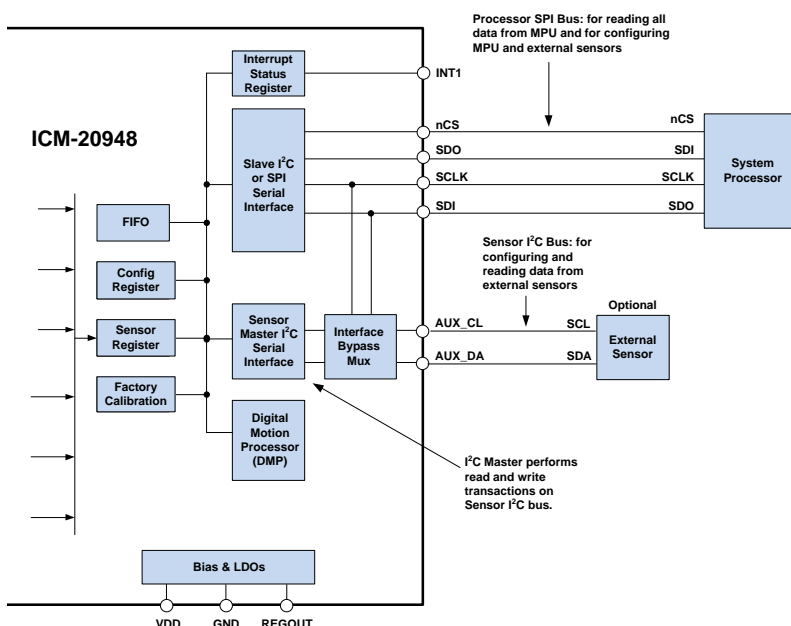 Processor SPI Bus: for reading all
data from MPU and for configuring
MPU and external sensors
Interrupt
Status
Register
INT1
ICM-20948
Slave I²C
or SPI
Serial
Interface
nCS
SDO
SCLK
SDI
nCS
SDI
SCLK
SDO
System
Processor
FIFO
Config
Register
Sensor
Register
Factory
Calibration
Sensor I²C Bus: for
configuring and
reading data from
external sensors
Sensor
Master I²C
Serial
Interface
Interface
Bypass
Mux
AUX_CL
AUX_DA
SCL
SDA
Optional
External
Sensor
Digital
Motion
Processor
(DMP)
I²C Master performs
read and write
transactions on
Sensor I²C bus.
Bias & LDOs
VDD
GND
REGOUT